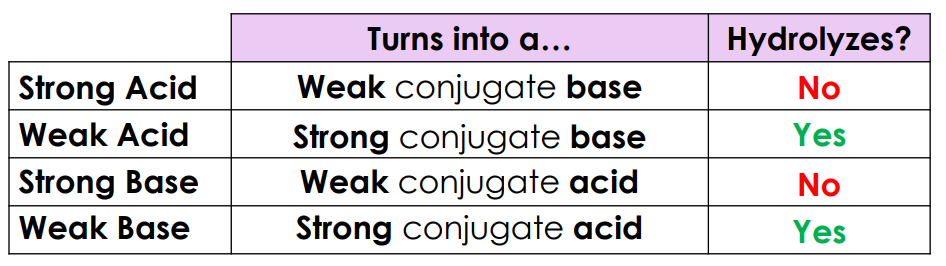 Turns into a… Hydrolyzes?
Strong Acid Weak conjugate base No
Weak Acid Strong conjugate base Yes
Strong Base Weak conjugate acid No
Weak Base Strong conjugate acid Yes